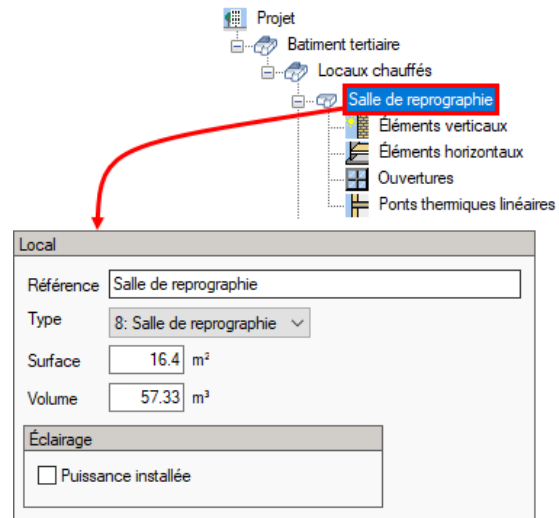 Projet
Batiment tertiaire
Locaux chauffés
Salle de reprographie
Éléments verticaux
Éléments horizontaux
Ouvertures
Ponts thermiques linéaires
Local
Référence Salle de reprographie
Type 8: Salle de reprographie
Surface 16.4 m²
Volume 57.33 m³
Éclairage
Puissance installée